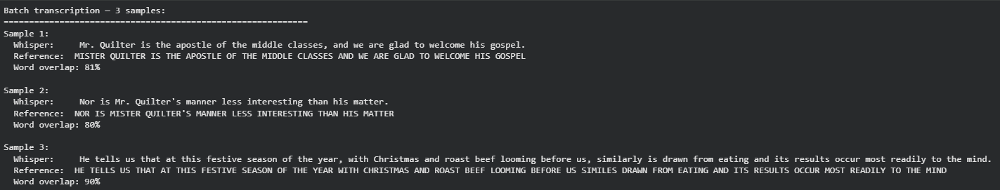 Batch transcription — 3 samples:
============================================================
Sample 1:
  Whisper:     Mr. Quilter is the apostle of the middle classes, and we are glad to welcome his gospel.
  Reference:  MISTER QUILTER IS THE APOSTLE OF THE MIDDLE CLASSES AND WE ARE GLAD TO WELCOME HIS GOSPEL
  Word overlap: 81%

Sample 2:
  Whisper:     Nor is Mr. Quilter's manner less interesting than his matter.
  Reference:  NOR IS MISTER QUILTER'S MANNER LESS INTERESTING THAN HIS MATTER
  Word overlap: 80%

Sample 3:
  Whisper:     He tells us that at this festive season of the year, with Christmas and roast beef looming before us, similarly is drawn from eating and its results occur most readily to the mind.
  Reference:  HE TELLS US THAT AT THIS FESTIVE SEASON OF THE YEAR WITH CHRISTMAS AND ROAST BEEF LOOMING BEFORE US SIMILES DRAWN FROM EATING AND ITS RESULTS OCCUR MOST READILY TO THE MIND
  Word overlap: 90%